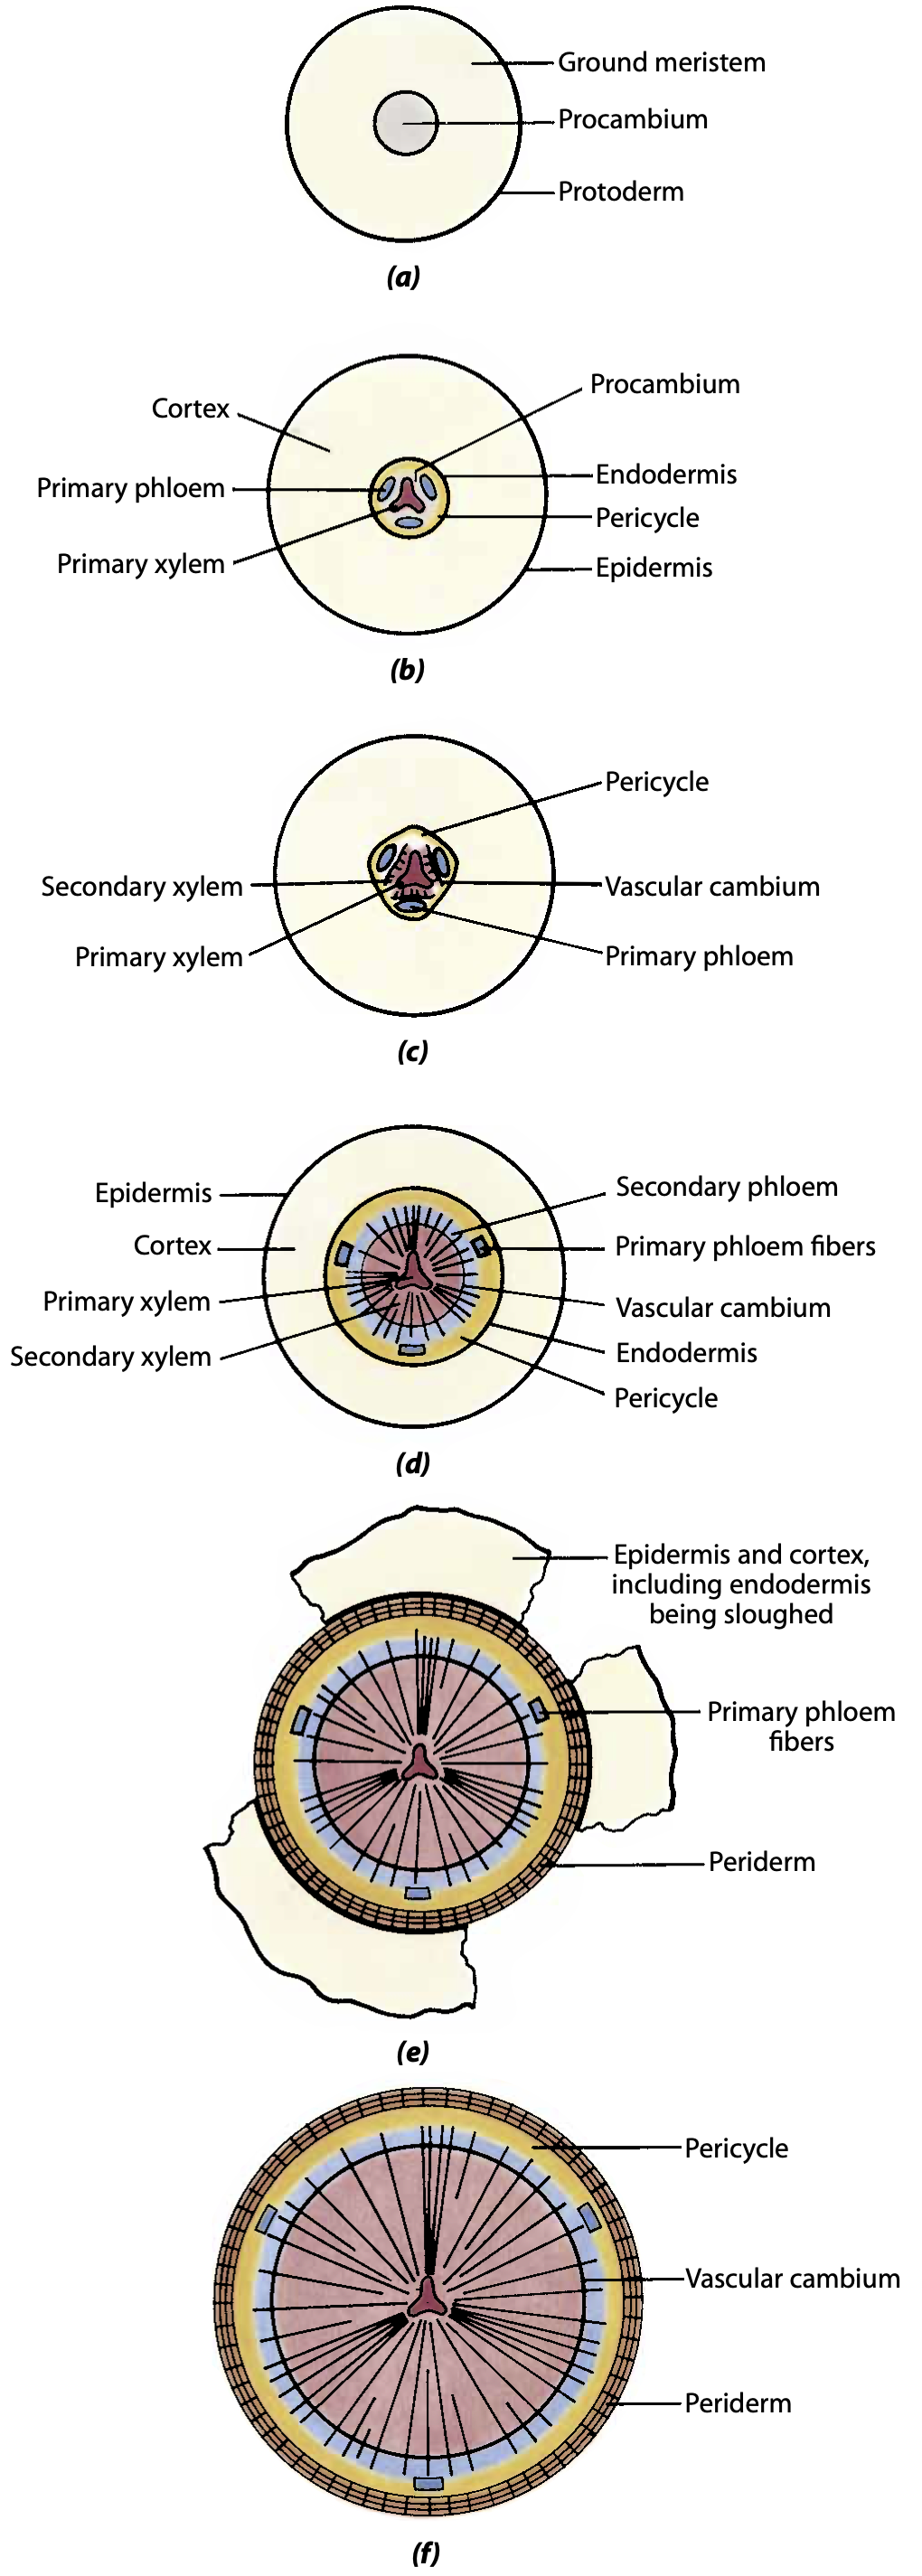 Ground meristem
Procambium
Protoderm
(a)
Procambium
Cortex
Endodermis
Primary phloem
Pericycle
Primary xylem
Epidermis
(b)
Pericycle
Secondary xylem
Vascular cambium
Primary xylem
Primary phloem
(c)
Secondary phloem
Epidermis
Cortex
Primary phloem fibers
Primary xylem
Vascular cambium
Secondary xylem
Endodermis
Pericycle
(d)
Epidermis and cortex,
including endodermis
being sloughed
Primary phloem
fibers
Periderm
(e)
Pericycle
Vascular cambium
Periderm
(f)